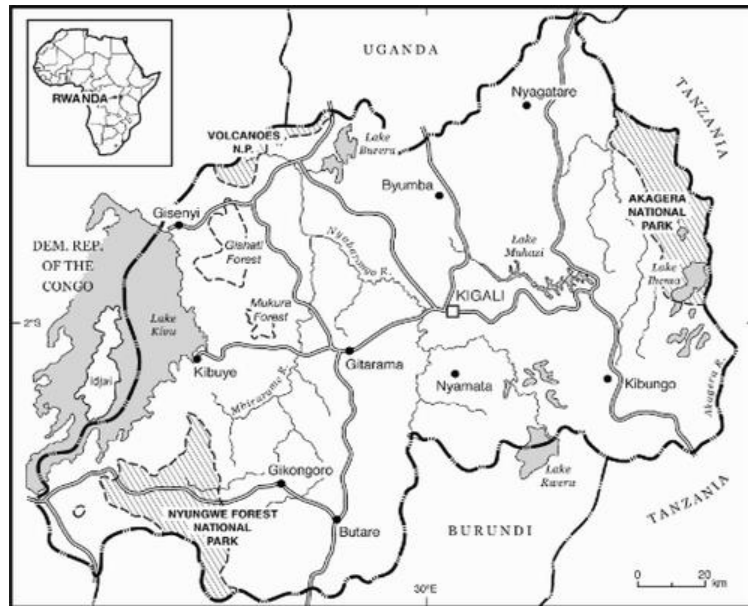 UGANDA
RWANDA
TANZANIA
Nyagatare
VOLCANOES
N.P.
Lake
Burera
Byumba
AKAGERA
NATIONAL
PARK
Gisenyi
DEM. REP.
OF THE
CONGO
Gishati
Forest
Nyabarongo R.
Lake
Muhazi
Lake
Ihema
Mukura
Forest
KIGALI
2°S
Lake
Kivu
Idjwi
Kibuye
Gitarama
Nyamata
Kibungo
Akagera R.
Mbirurume R.
Gikongoro
Lake
Rweru
NYUNGWE FOREST
NATIONAL
PARK
Butare
BURUNDI
TANZANIA
30°E
0
20
km